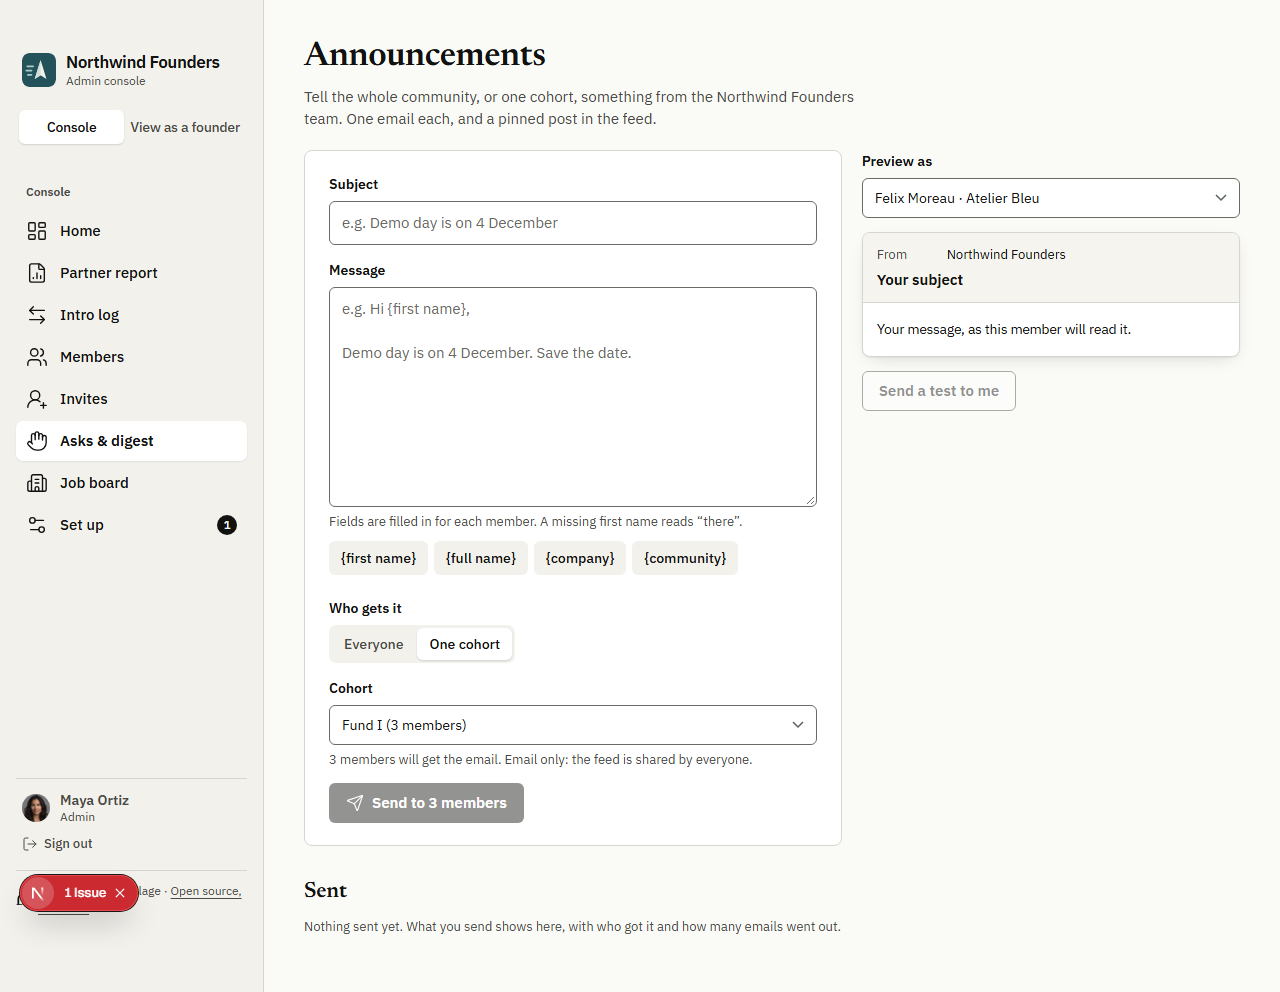 Northwind Founders
Admin console
Console
View as a founder
Console
Home
Partner report
Intro log
Members
Invites
Asks & digest
Job board
Set up
1
Maya Ortiz
Admin
Sign out
lage · Open source,
N
1 Issue
Announcements
Tell the whole community, or one cohort, something from the Northwind Founders
team. One email each, and a pinned post in the feed.
Subject
e.g. Demo day is on 4 December
Message
e.g. Hi {first name},
Demo day is on 4 December. Save the date.
Fields are filled in for each member. A missing first name reads “there”.
{first name}
{full name}
{company}
{community}
Who gets it
Everyone
One cohort
Cohort
Fund I (3 members)
3 members will get the email. Email only: the feed is shared by everyone.
Send to 3 members
Preview as
Felix Moreau · Atelier Bleu
From
Northwind Founders
Your subject
Your message, as this member will read it.
Send a test to me
Sent
Nothing sent yet. What you send shows here, with who got it and how many emails went out.